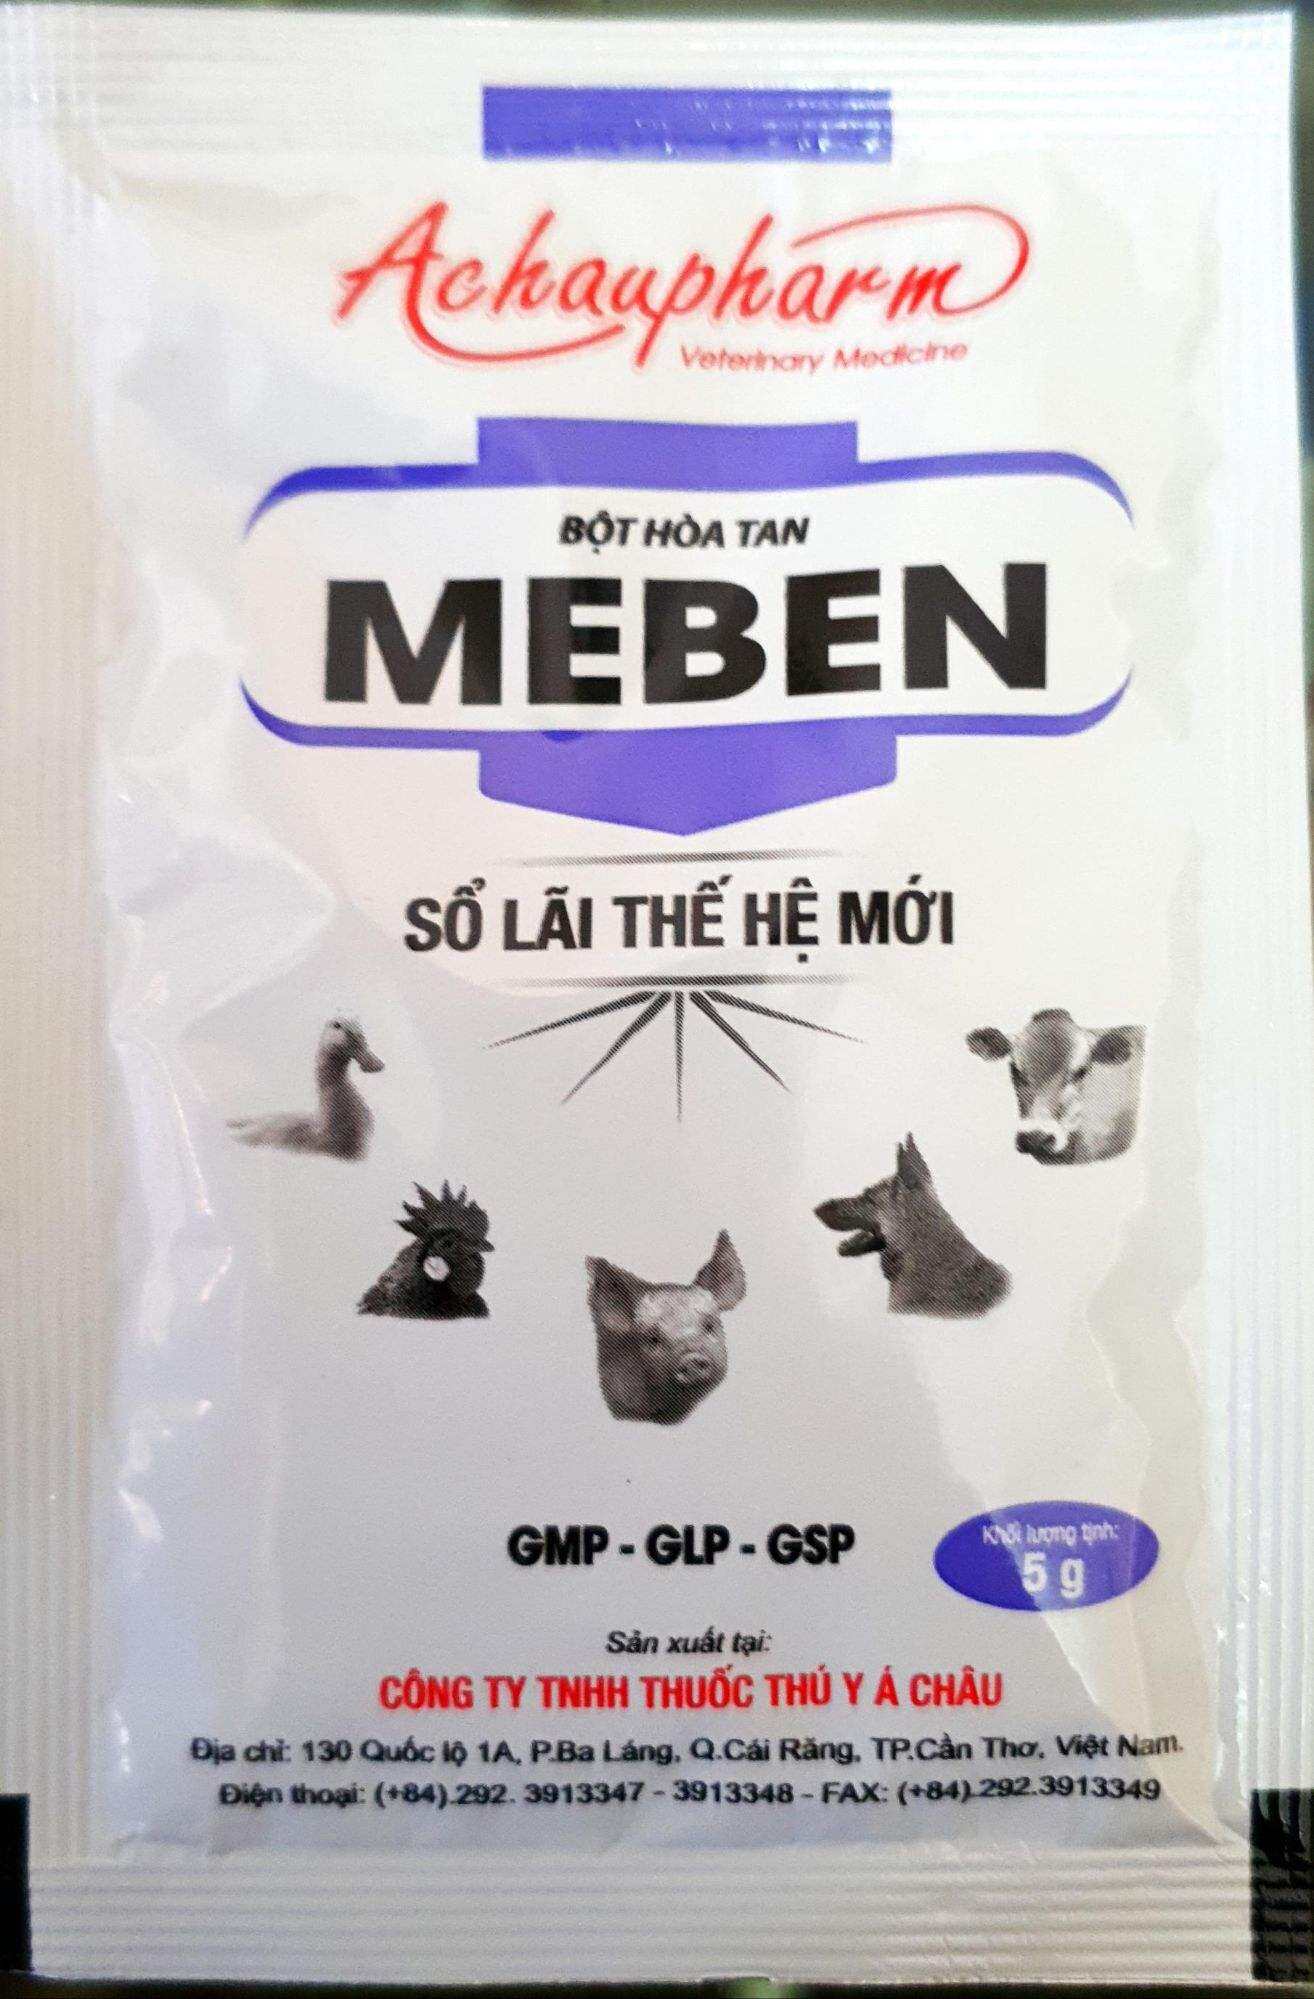 Achaupharm
Veterinary Medicine
BỘT HÒA TAN
MEBEN
SỔ LÃI THẾ HỆ MỚI
GMP - GLP - GSP
Khối lượng tịnh:
5 g
Sản xuất tại:
CÔNG TY TNHH THUỐC THÚ Y Á CHÂU
Địa chỉ: 130 Quốc lộ 1A, P.Ba Láng, Q.Cái Răng, TP.Cần Thơ, Việt Nam.
Điện thoại: (+84).292. 3913347 - 3913348 - FAX: (+84).292.3913349